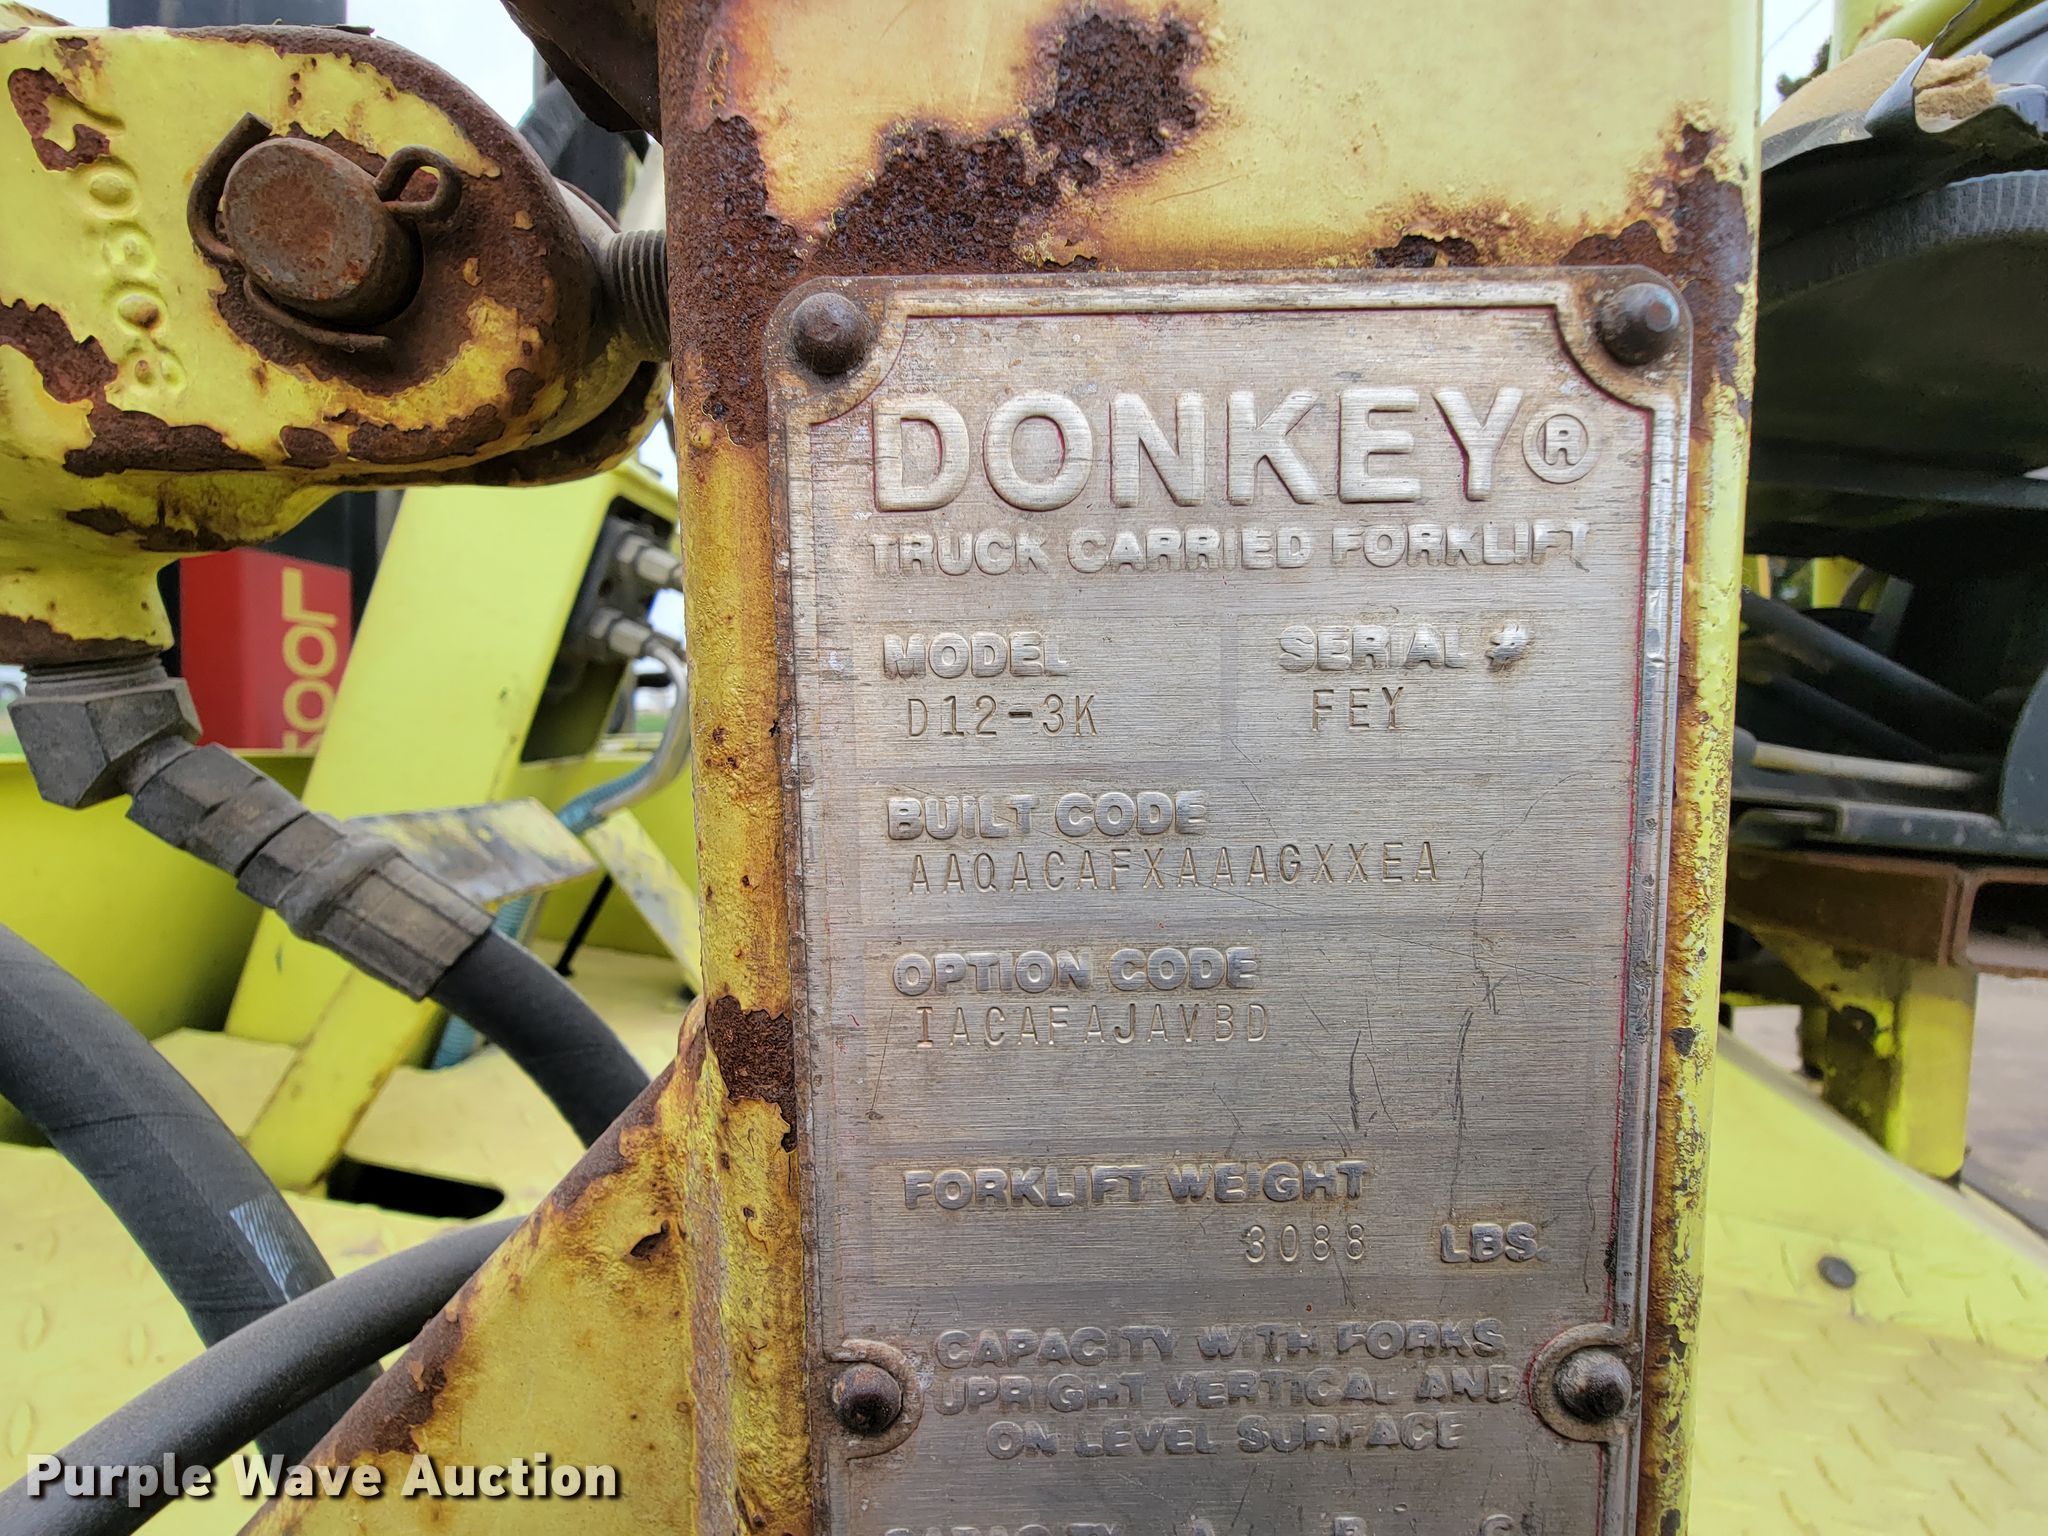 DONKEY®
TRUCK CARRIED FORKLIFT
MODEL SERIAL #
D12-3K FEY
BUILT CODE
AAQACAFXAAAGXXEA
OPTION CODE
IACAFAJAVBD
FORKLIFT WEIGHT
3088 LBS.
CAPACITY WITH FORKS
UPRIGHT VERTICAL AND
ON LEVEL SURFACE
CAPACITY A B C
Purple Wave Auction